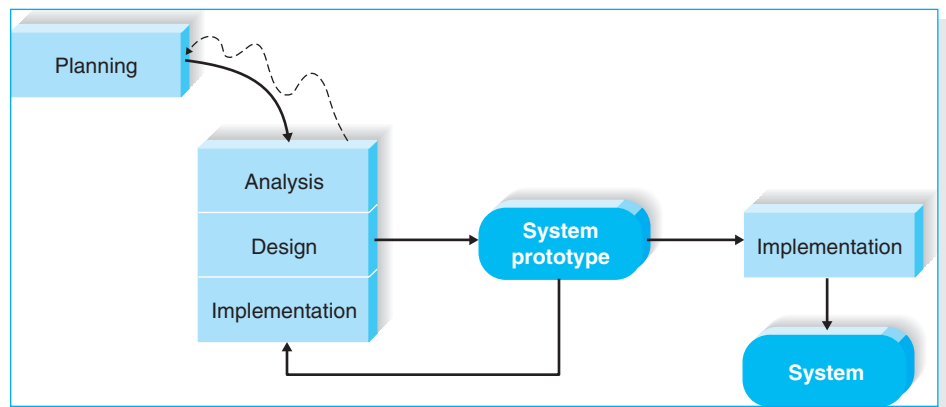 Planning
Analysis
Design
Implementation
System
prototype
Implementation
System